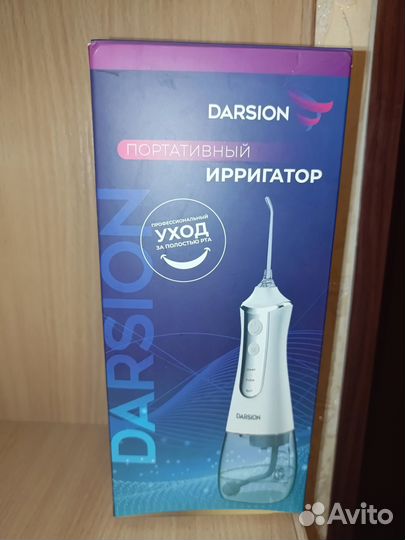 DARSION
ПОРТАТИВНЫЙ
ИРРИГАТОР
ПРОФЕССИОНАЛЬНЫЙ
УХОД
ЗА ПОЛОСТЬЮ РТА
DARSION
DARSION
Avito